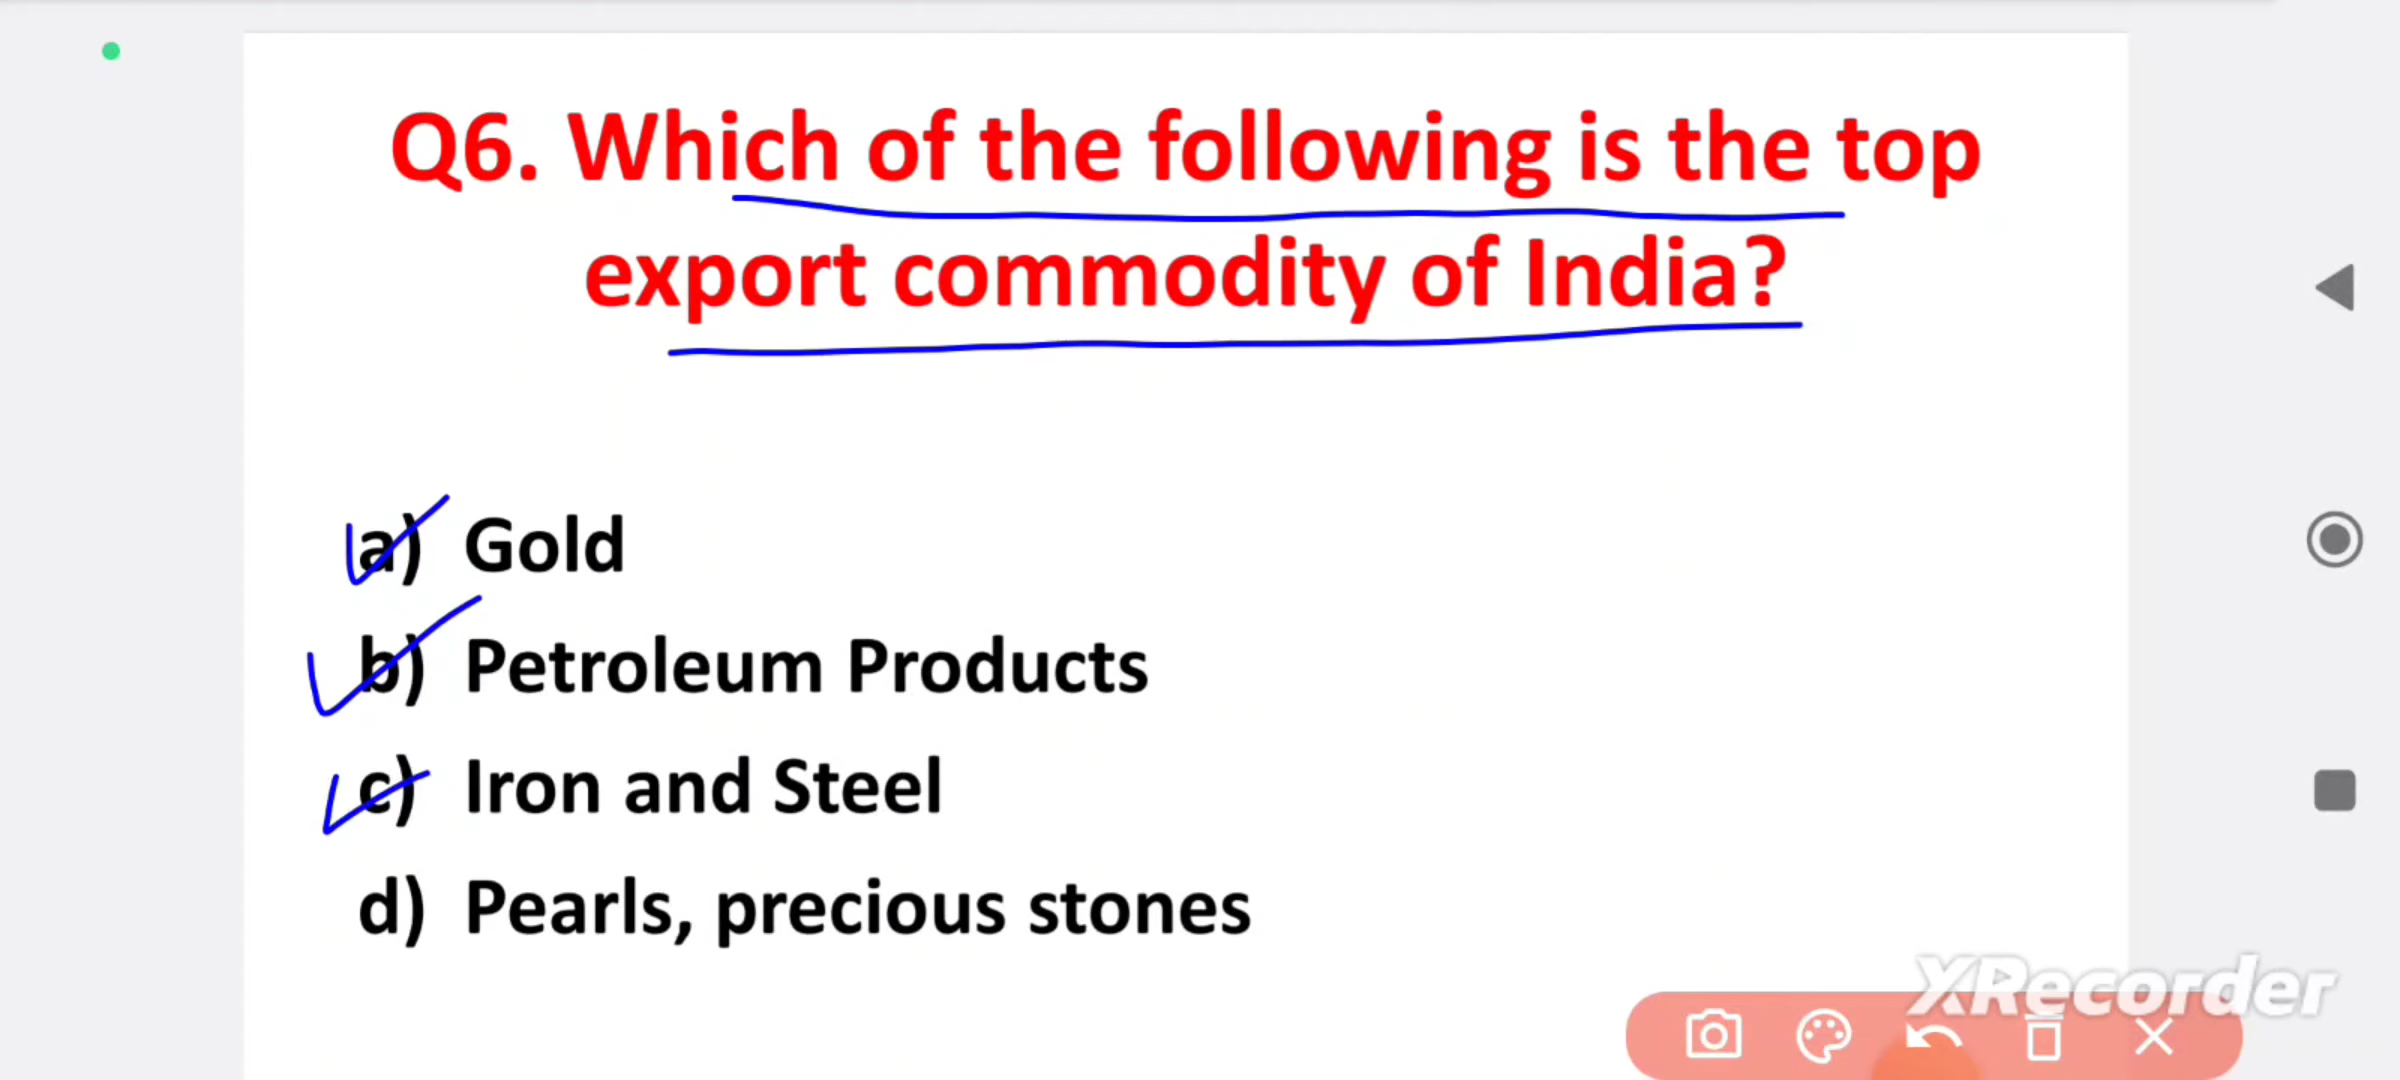 Q6. Which of the following is the top
export commodity of India?
a) Gold
b) Petroleum Products
c) Iron and Steel
d) Pearls, precious stones
XRecorder